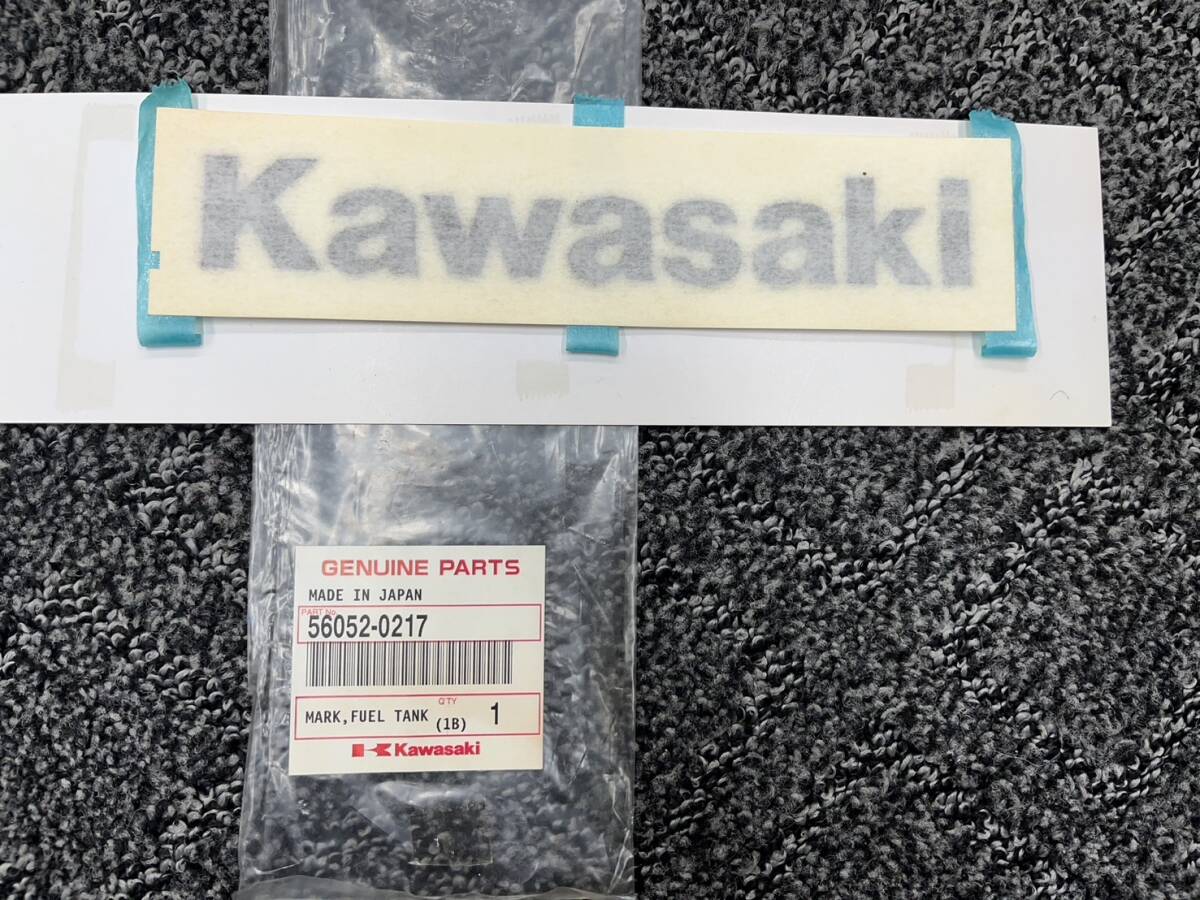 Kawasaki
GENUINE PARTS
MADE IN JAPAN
PART No.
56052-0217
QTY
MARK,FUEL TANK (1B) 1
Kawasaki